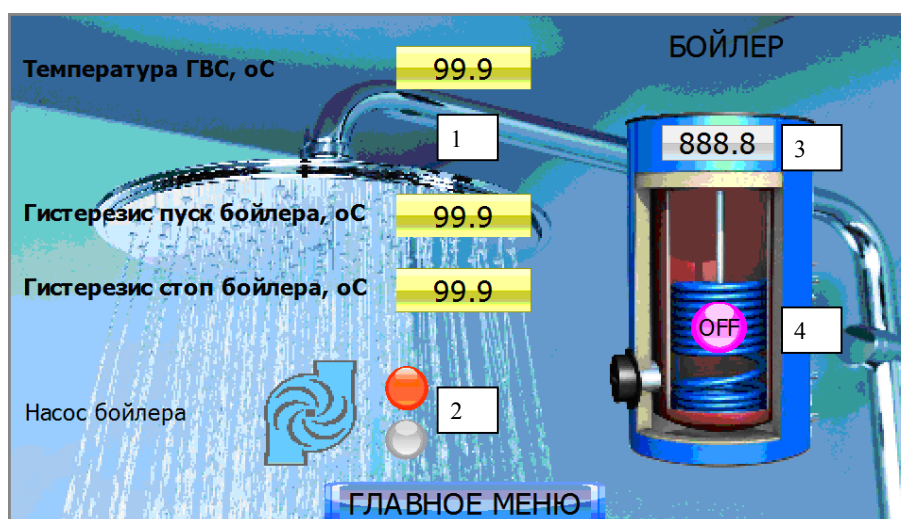 БОЙЛЕР
Температура ГВС, оС 99.9
1
888.8 3
Гистерезис пуск бойлера, оС 99.9
Гистерезис стоп бойлера, оС 99.9
OFF 4
Насос бойлера 2
ГЛАВНОЕ МЕНЮ